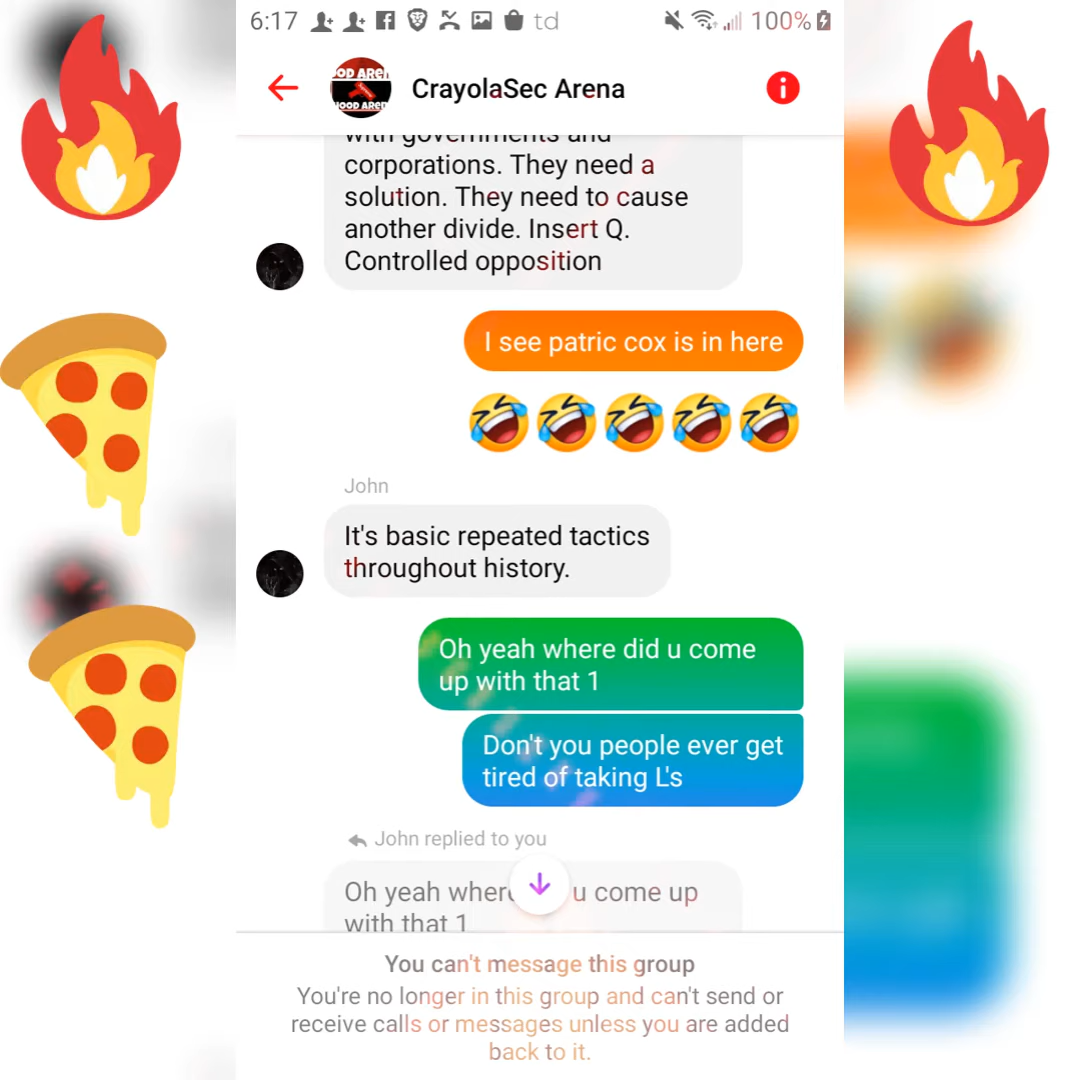 6:17
td
100%
OOD AREN
HOOD AREN
CrayolaSec Arena
with governments and
corporations. They need a
solution. They need to cause
another divide. Insert Q.
Controlled opposition
I see patric cox is in here
John
It's basic repeated tactics
throughout history.
Oh yeah where did u come
up with that 1
Don't you people ever get
tired of taking L's
John replied to you
Oh yeah where u come up
with that 1
You can't message this group
You're no longer in this group and can't send or
receive calls or messages unless you are added
back to it.